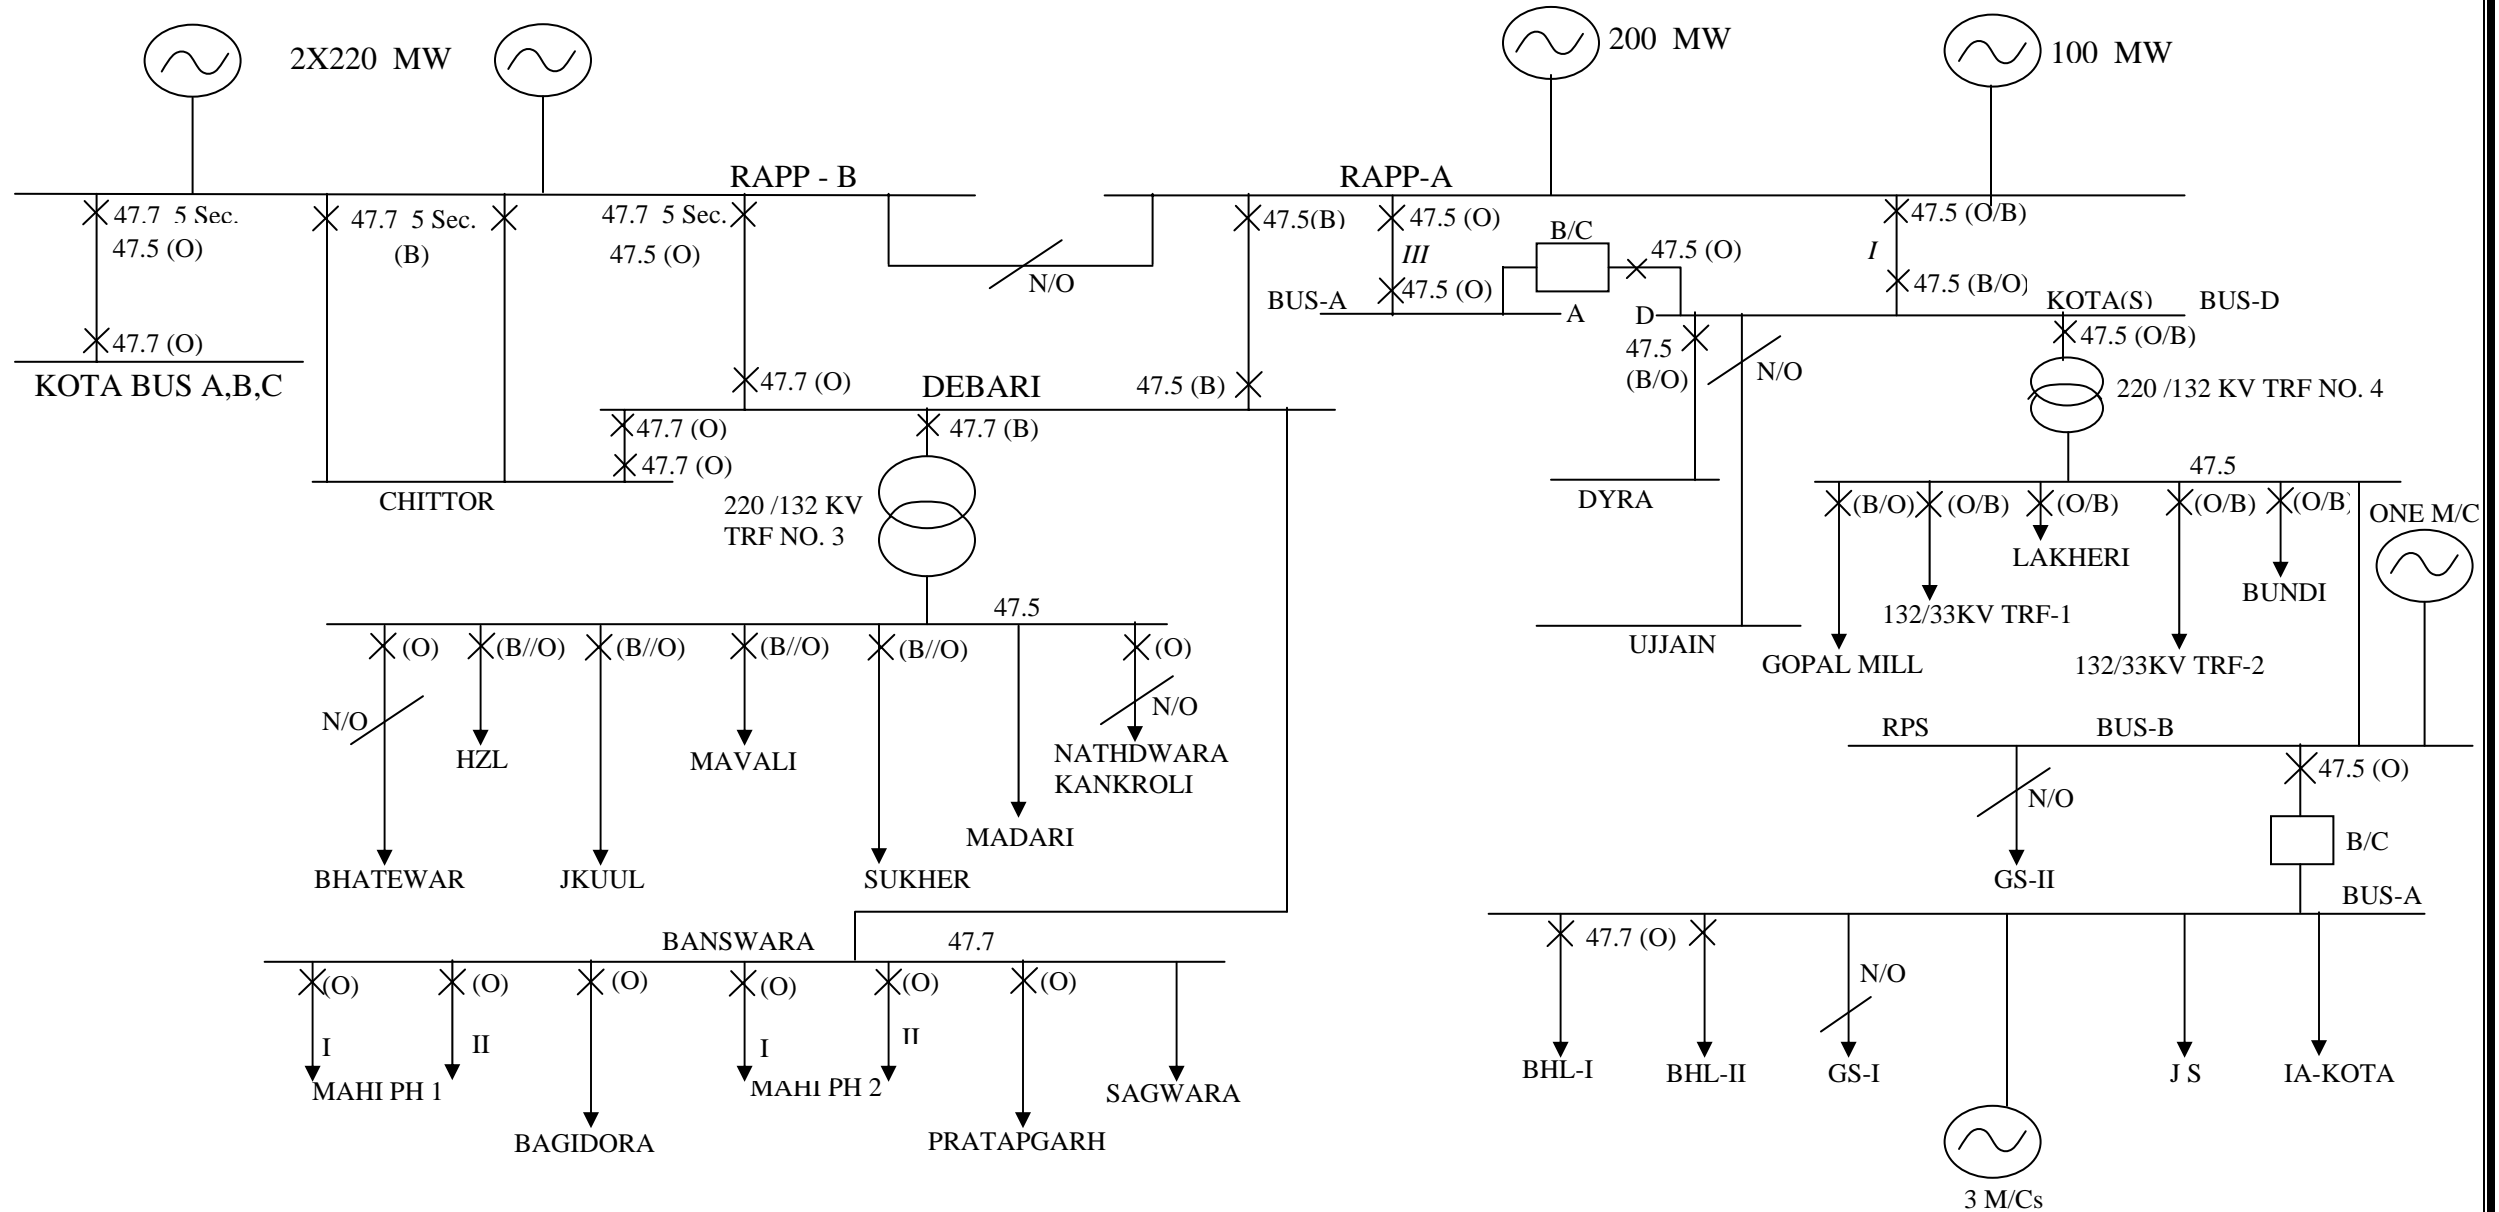 2X220 MW
200 MW
100 MW
RAPP - B
RAPP-A
47.7 5 Sec.
47.5 (O)
47.7 5 Sec.
(B)
47.7 5 Sec.
47.5 (O)
47.5(B)
47.5 (O)
III
47.5 (O)
B/C
47.5 (O)
47.5 (O/B)
I
47.5 (B/O)
N/O
BUS-A
A
D
KOTA(S)
BUS-D
47.7 (O)
KOTA BUS A,B,C
47.7 (O)
DEBARI
47.5 (B)
47.5
(B/O)
N/O
47.5 (O/B)
220 /132 KV TRF NO. 4
47.7 (O)
47.7 (O)
47.7 (B)
CHITTOR
220 /132 KV
TRF NO. 3
DYRA
47.5
(B/O)
(O/B)
(O/B)
(O/B)
(O/B)
ONE M/C
LAKHERI
BUNDI
132/33KV TRF-1
UJJAIN
GOPAL MILL
132/33KV TRF-2
47.5
(O)
(B//O)
(B//O)
(B//O)
(B//O)
(O)
N/O
N/O
HZL
MAVALI
NATHDWARA
KANKROLI
MADARI
BHATEWAR
JKUUL
SUKHER
RPS
BUS-B
47.5 (O)
N/O
B/C
GS-II
BUS-A
BANSWARA
47.7
47.7 (O)
N/O
(O)
(O)
(O)
(O)
(O)
(O)
I
II
I
II
MAHI PH 1
MAHI PH 2
SAGWARA
BAGIDORA
PRATAPGARH
BHL-I
BHL-II
GS-I
J S
IA-KOTA
3 M/Cs